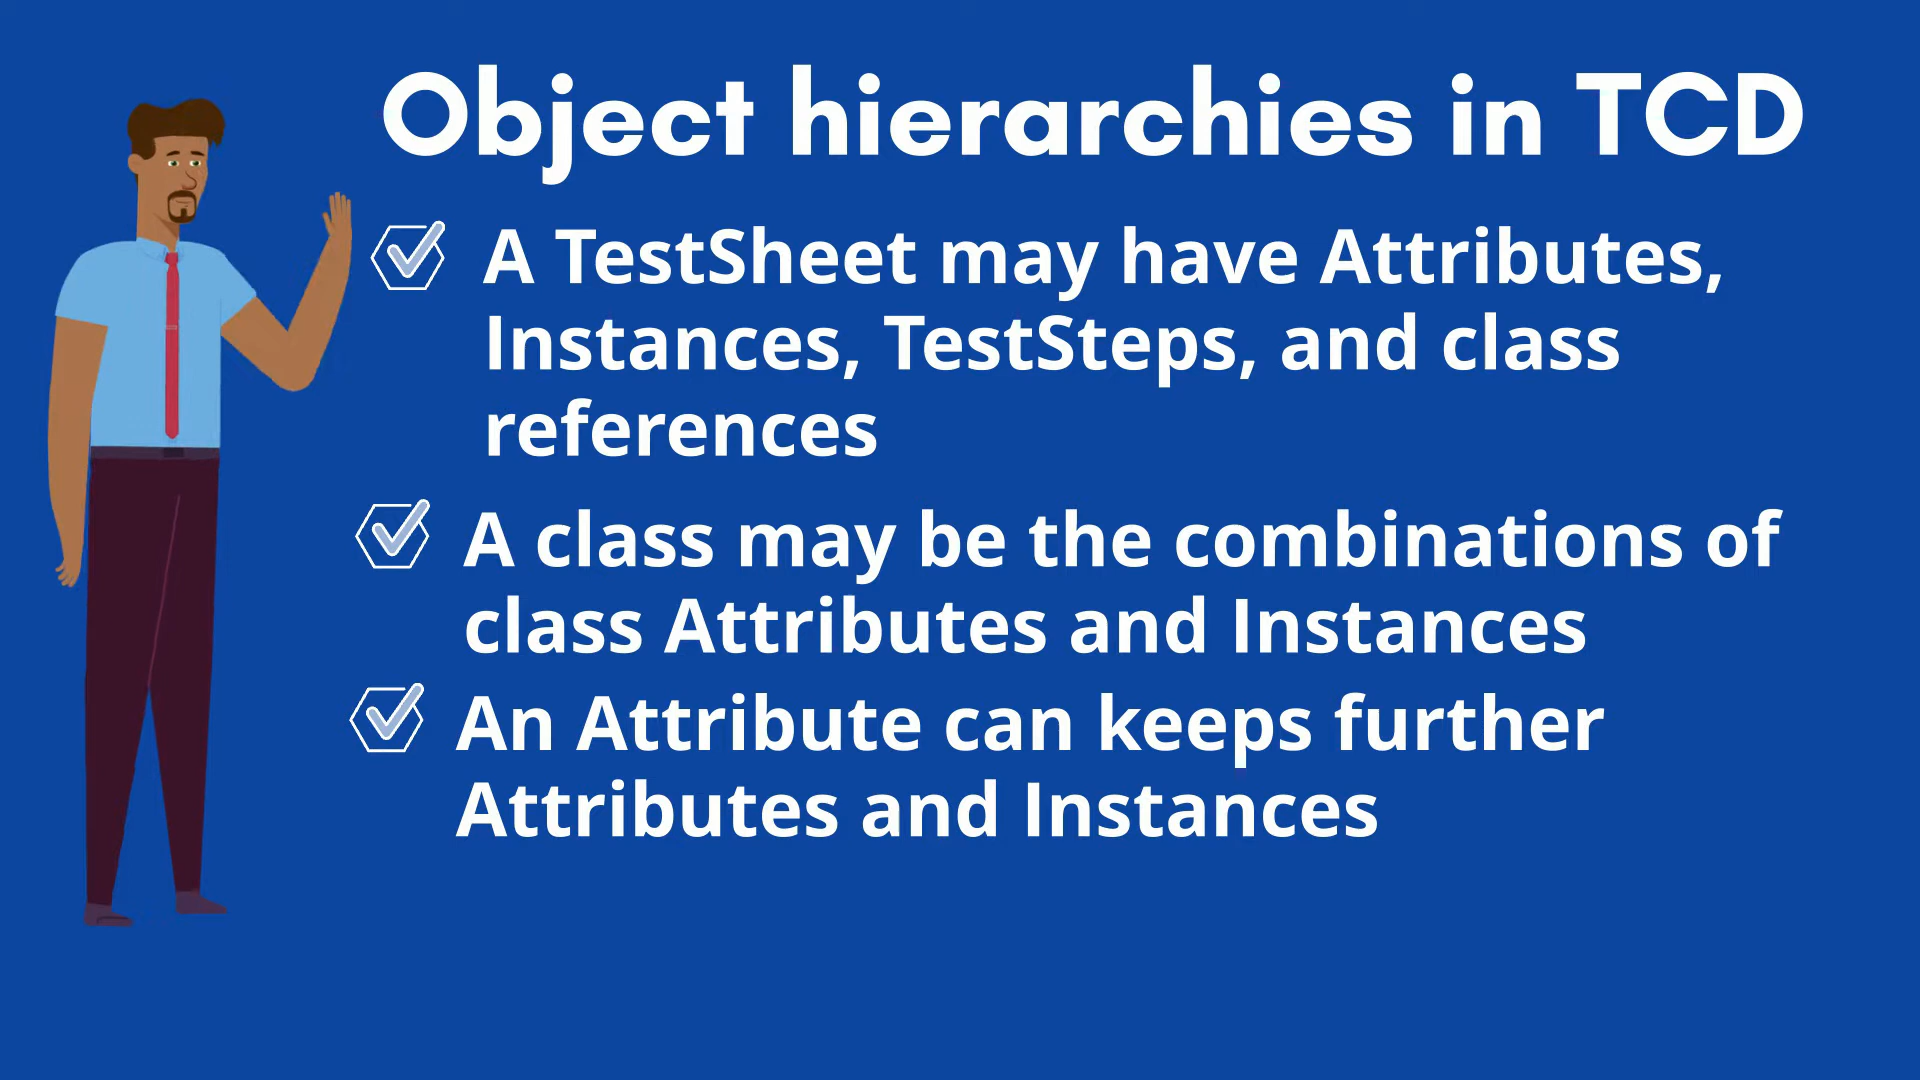 Object hierarchies in TCD
A TestSheet may have Attributes,
Instances, TestSteps, and class
references
A class may be the combinations of
class Attributes and Instances
An Attribute can keeps further
Attributes and Instances